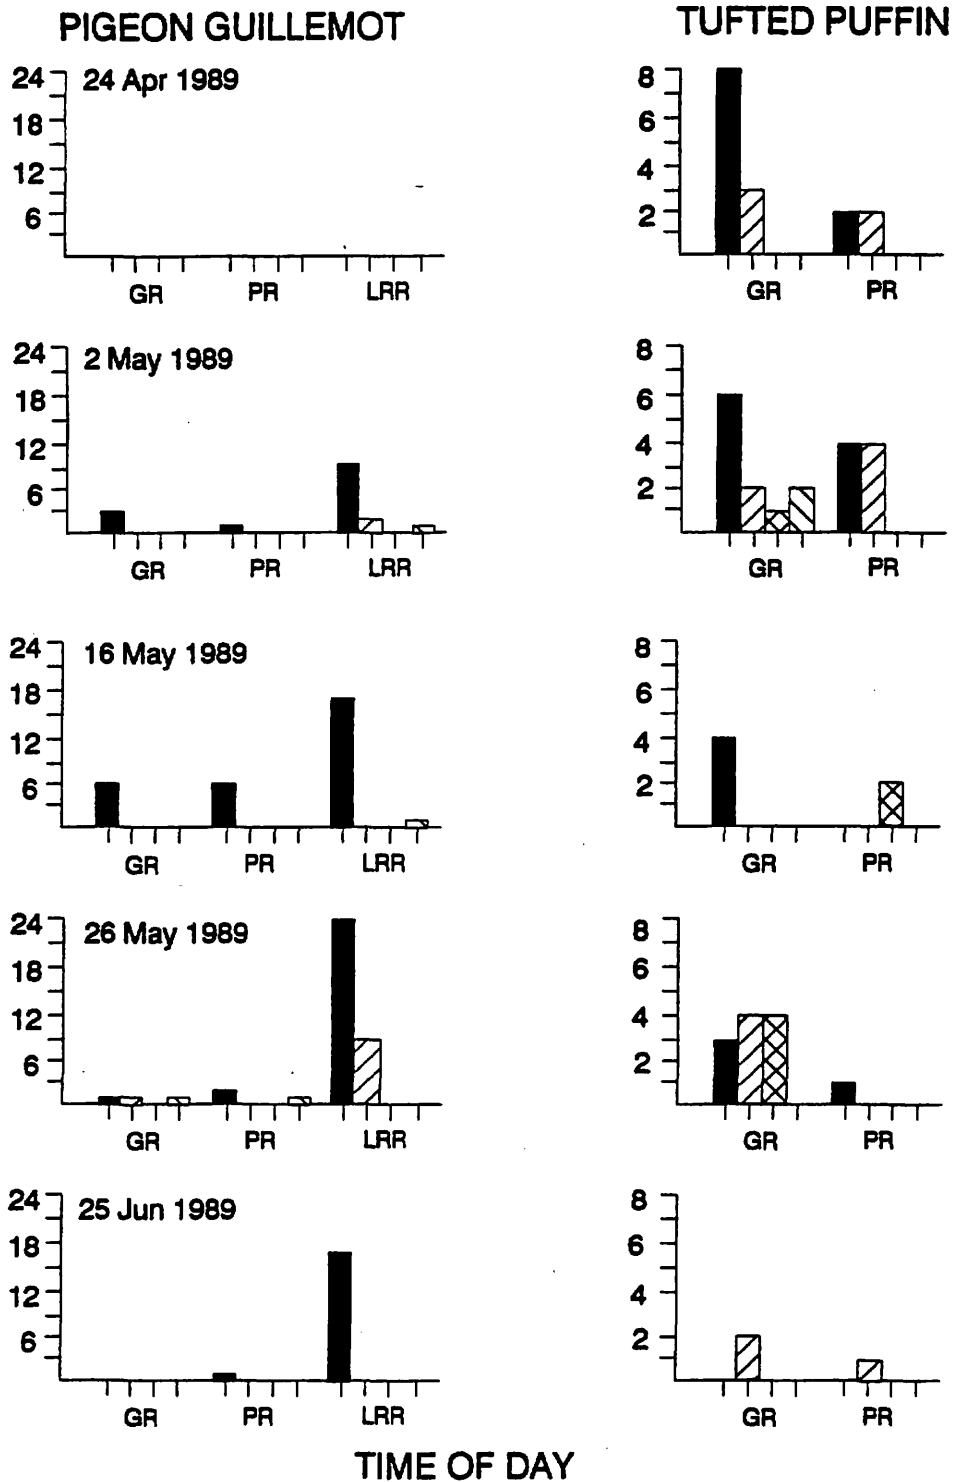 PIGEON GUILLEMOT
TUFTED PUFFIN
24 Apr 1989
24
18
12
6
GR PR LRR
8
6
4
2
GR PR
2 May 1989
24
18
12
6
GR PR LRR
8
6
4
2
GR PR
16 May 1989
24
18
12
6
GR PR LRR
8
6
4
2
GR PR
26 May 1989
24
18
12
6
GR PR LRR
8
6
4
2
GR PR
25 Jun 1989
24
18
12
6
GR PR LRR
8
6
4
2
GR PR
TIME OF DAY